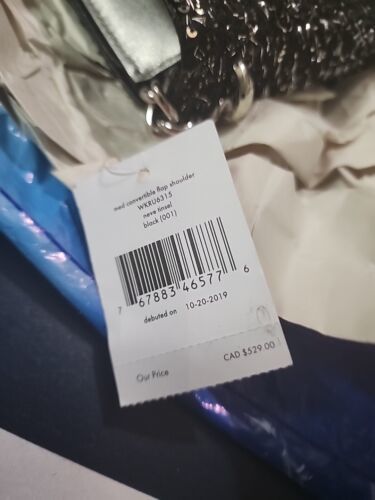 med convertible flap shoulder
WKRU6315
neve tinsel
black (001)
7 67883 46577 6
debuted on 10-20-2019
Our Price CAD $529.00